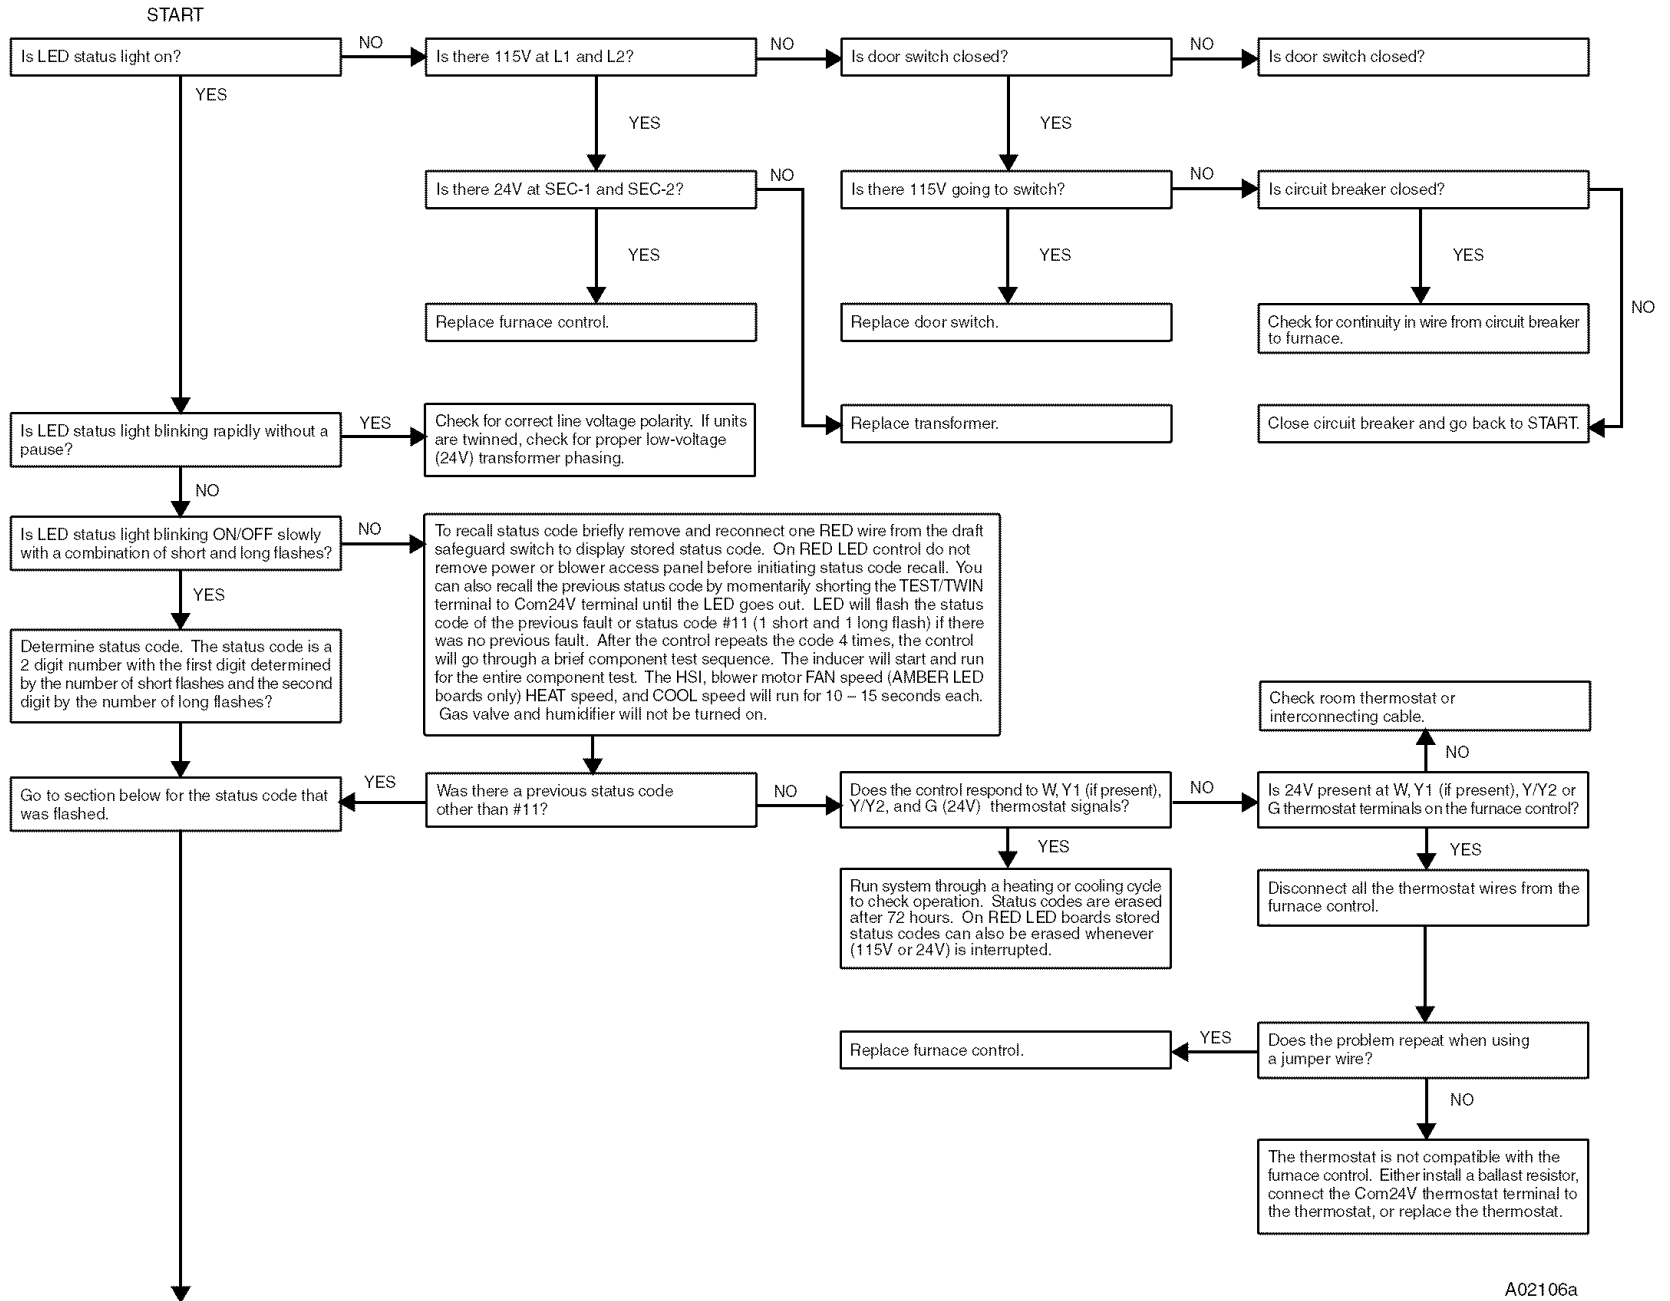 START
Is LED status light on?
NO
Is there 115V at L1 and L2?
NO
Is door switch closed?
NO
Is door switch closed?
YES
YES
YES
Is there 24V at SEC-1 and SEC-2?
NO
Is there 115V going to switch?
NO
Is circuit breaker closed?
YES
YES
YES
NO
Replace furnace control.
Replace door switch.
Check for continuity in wire from circuit breaker
to furnace.
Is LED status light blinking rapidly without a
pause?
YES
Check for correct line voltage polarity. If units
are twinned, check for proper low-voltage
(24V) transformer phasing.
Replace transformer.
Close circuit breaker and go back to START.
NO
Is LED status light blinking ON/OFF slowly
with a combination of short and long flashes?
NO
To recall status code briefly remove and reconnect one RED wire from the draft
safeguard switch to display stored status code. On RED LED control do not
remove power or blower access panel before initiating status code recall. You
can also recall the previous status code by momentarily shorting the TEST/TWIN
terminal to Com24V terminal until the LED goes out. LED will flash the status
code of the previous fault or status code #11 (1 short and 1 long flash) if there
was no previous fault. After the control repeats the code 4 times, the control
will go through a brief component test sequence. The inducer will start and run
for the entire component test. The HSI, blower motor FAN speed (AMBER LED
boards only) HEAT speed, and COOL speed will run for 10 – 15 seconds each.
Gas valve and humidifier will not be turned on.
YES
Determine status code. The status code is a
2 digit number with the first digit determined
by the number of short flashes and the second
digit by the number of long flashes?
Check room thermostat or
interconnecting cable.
NO
Go to section below for the status code that
was flashed.
YES
Was there a previous status code
other than #11?
NO
Does the control respond to W, Y1 (if present),
Y/Y2, and G (24V) thermostat signals?
NO
Is 24V present at W, Y1 (if present), Y/Y2 or
G thermostat terminals on the furnace control?
YES
YES
Run system through a heating or cooling cycle
to check operation. Status codes are erased
after 72 hours. On RED LED boards stored
status codes can also be erased whenever
(115V or 24V) is interrupted.
Disconnect all the thermostat wires from the
furnace control.
Replace furnace control.
YES
Does the problem repeat when using
a jumper wire?
NO
The thermostat is not compatible with the
furnace control. Either install a ballast resistor,
connect the Com24V thermostat terminal to
the thermostat, or replace the thermostat.
A02106a